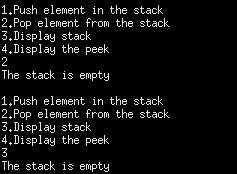 1.Push element in the stack
2.Pop element from the stack
3.Display stack
4.Display the peek
2
The stack is empty
1.Push element in the stack
2.Pop element from the stack
3.Display stack
4.Display the peek
3
The stack is empty